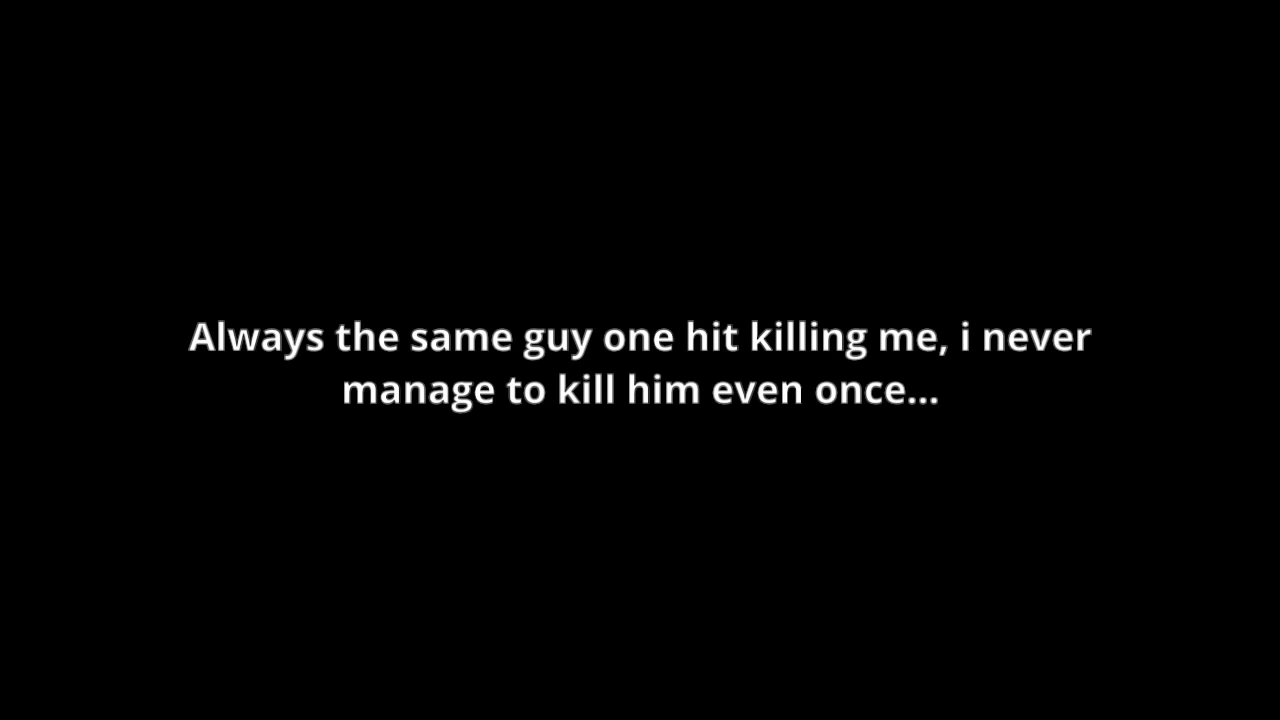 Always the same guy one hit killing me, i never
manage to kill him even once...